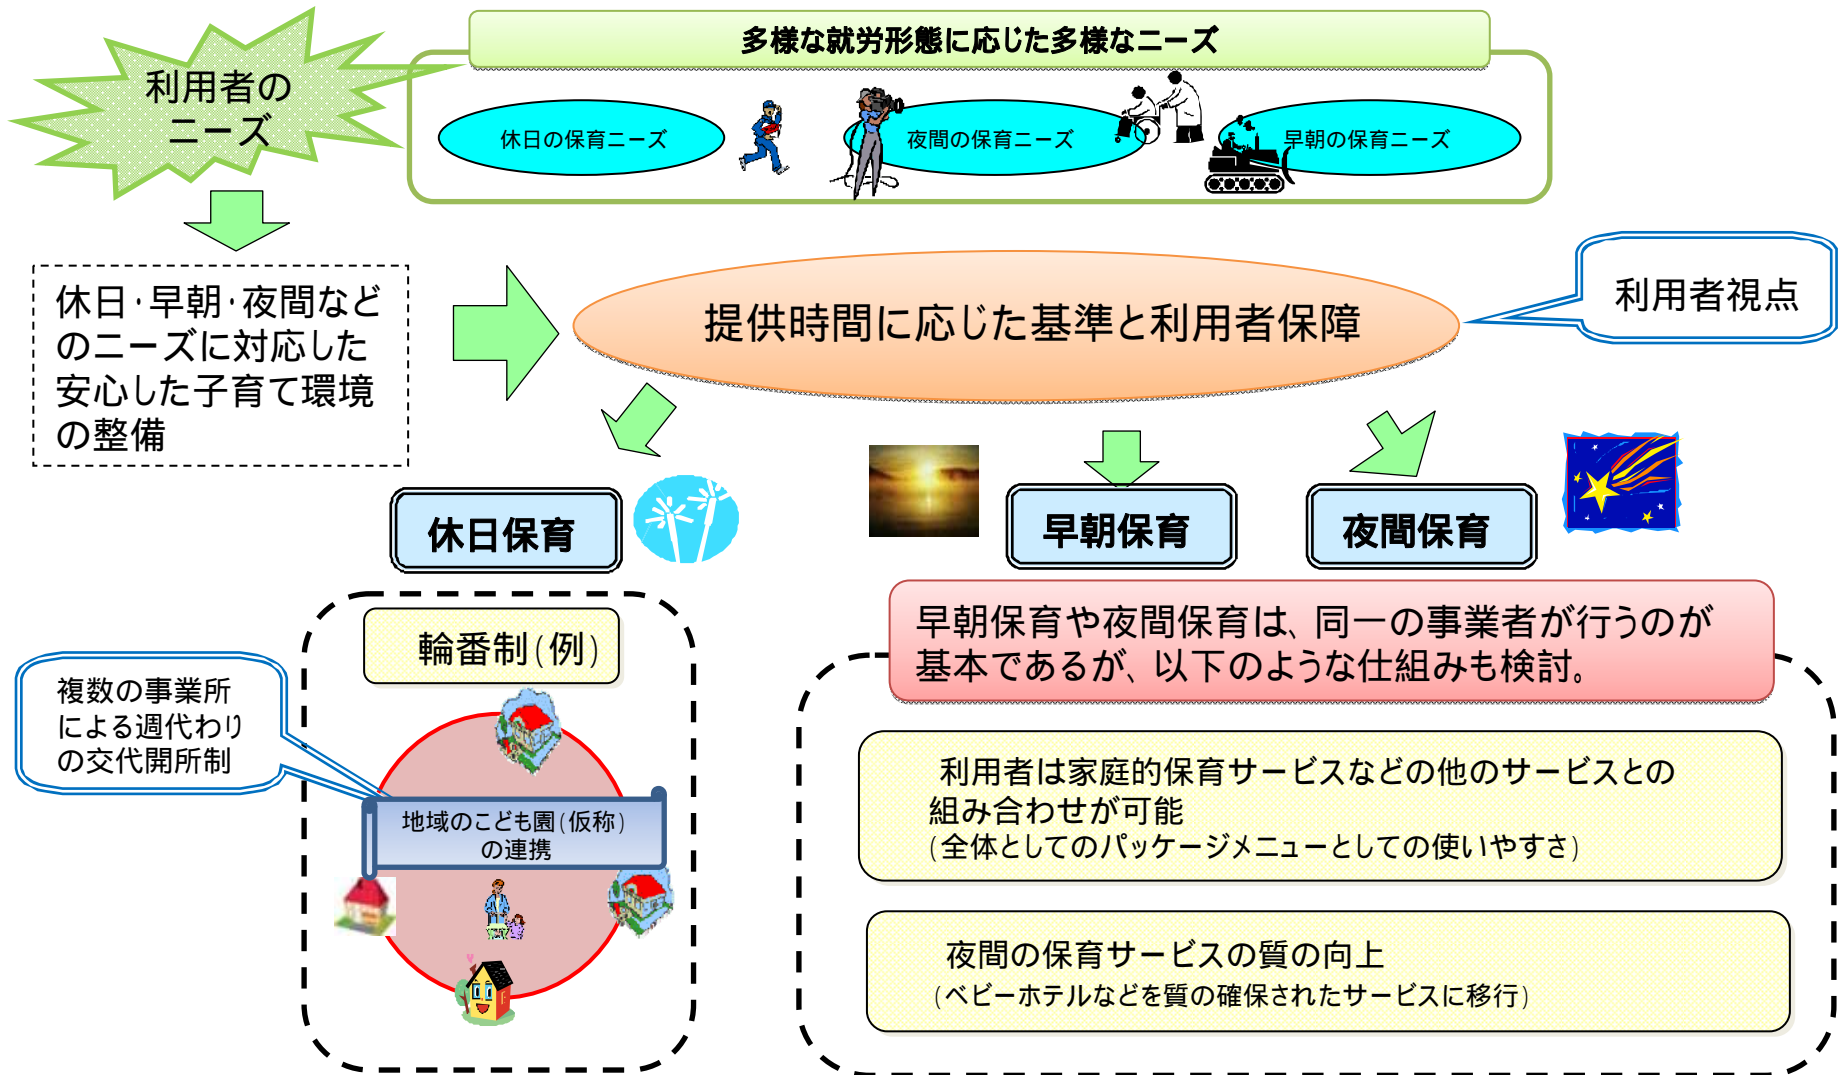 多様な就労形態に応じた多様なニーズ
利用者の
ニーズ
休日の保育ニーズ
夜間の保育ニーズ
早朝の保育ニーズ
休日・早朝・夜間など
のニーズに対応した
安心した子育て環境
の整備
提供時間に応じた基準と利用者保障
利用者視点
休日保育
早朝保育
夜間保育
輪番制(例)
複数の事業所
による週代わり
の交代開所制
地域のこども園(仮称)
の連携
早朝保育や夜間保育は、同一の事業者が行うのが
基本であるが、以下のような仕組みも検討。
利用者は家庭的保育サービスなどの他のサービスとの
組み合わせが可能
(全体としてのパッケージメニューとしての使いやすさ)
夜間の保育サービスの質の向上
(ベビーホテルなどを質の確保されたサービスに移行)